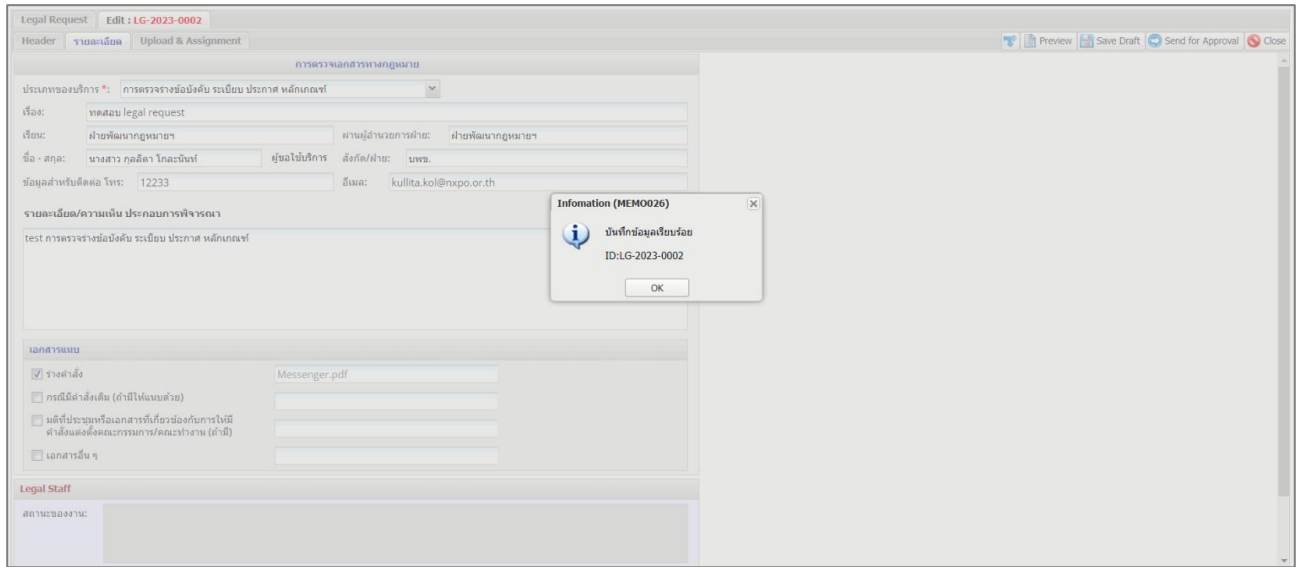 Legal Request Edit : LG-2023-0002
Header รายละเอียด Upload & Assignment Preview Save Draft Send for Approval Close
การตรวจเอกสารทางกฎหมาย
ประเภทของบริการ *: การตรวจร่างข้อบังคับ ระเบียบ ประกาศ หลักเกณฑ์
เรื่อง: ทดสอบ legal request
เรียน: ฝ่ายพัฒนากฎหมายฯ ผ่านผู้อำนวยการฝ่าย: ฝ่ายพัฒนากฎหมายฯ
ชื่อ - สกุล: นางสาว กุลลิตา โกละนันท์ ผู้ขอใช้บริการ สังกัด/ฝ่าย: บพข.
ข้อมูลสำหรับติดต่อ โทร: 12233 อีเมล: kullita.kol@nxpo.or.th
รายละเอียด/ความเห็น ประกอบการพิจารณา
test การตรวจร่างข้อบังคับ ระเบียบ ประกาศ หลักเกณฑ์
Infomation (MEMO026)
บันทึกข้อมูลเรียบร้อย
ID:LG-2023-0002
OK
เอกสารแนบ
ร่างคำสั่ง Messenger.pdf
กรณีมีคำสั่งเดิม (ถ้ามีให้แนบด้วย)
มติที่ประชุมหรือเอกสารที่เกี่ยวข้องกับการให้มี
คำสั่งแต่งตั้งคณะกรรมการ/คณะทำงาน (ถ้ามี)
เอกสารอื่น ๆ
Legal Staff
สถานะของงาน: